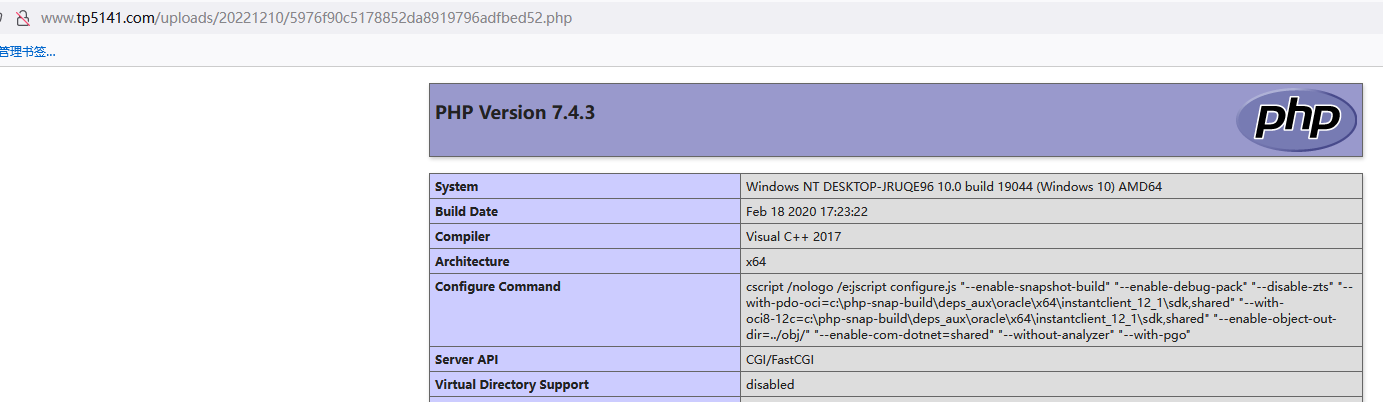 www.tp5141.com/uploads/20221210/5976f90c5178852da8919796adfbed52.php
管理书签...
PHP Version 7.4.3
php
System Windows NT DESKTOP-JRUQE96 10.0 build 19044 (Windows 10) AMD64
Build Date Feb 18 2020 17:23:22
Compiler Visual C++ 2017
Architecture x64
Configure Command cscript /nologo /e:jscript configure.js "--enable-snapshot-build" "--enable-debug-pack" "--disable-zts" "--
with-pdo-oci=c:\php-snap-build\deps_aux\oracle\x64\instantclient_12_1\sdk,shared" "--with-
oci8-12c=c:\php-snap-build\deps_aux\oracle\x64\instantclient_12_1\sdk,shared" "--enable-object-out-
dir=../obj/" "--enable-com-dotnet=shared" "--without-analyzer" "--with-pgo"
Server API CGI/FastCGI
Virtual Directory Support disabled